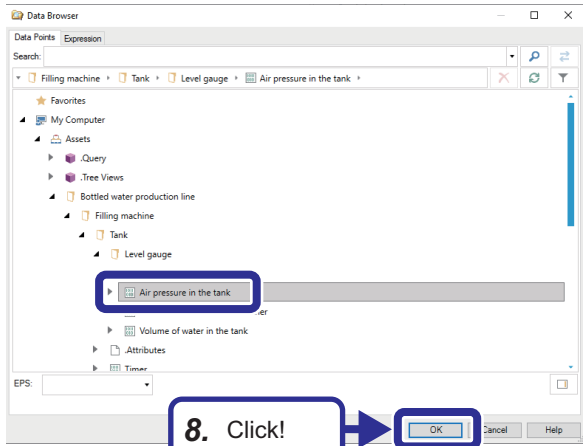 Data Browser
Data Points Expression
Search:
Filling machine Tank Level gauge Air pressure in the tank
Favorites
My Computer
Assets
.Query
.Tree Views
Bottled water production line
Filling machine
Tank
Level gauge
Air pressure in the tank
Volume of water in the tank
.Attributes
Timer
EPS:
8. Click!
OK Cancel Help